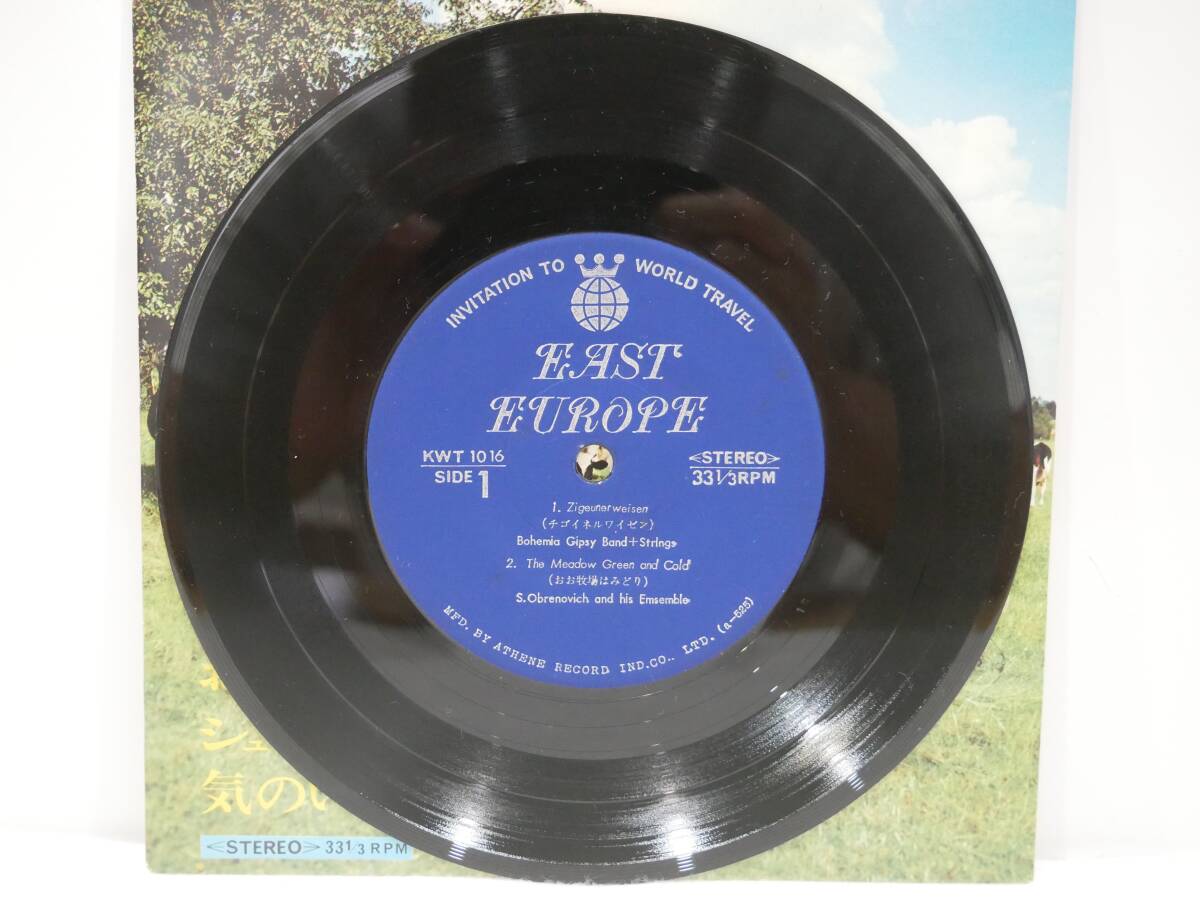 INVITATION TO WORLD TRAVEL
EAST
EUROPE
KWT 1016
SIDE 1
STEREO
33 1/3 RPM
1. Zigeunerweisen
(チゴイネルワイゼン)
Bohemia Gipsy Band+Strings
2. The Meadow Green and Cold
(おお牧場はみどり)
S.Obrenovich and his Emsemble
MFD. BY ATHENE RECORD IND.CO., LTD. (a-525)
シェ
気のい
STEREO 33 1/3 RPM